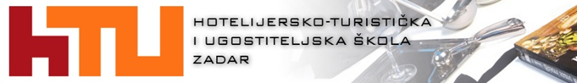 HTU
HOTELIJERSKO-TURISTIČKA
I UGOSTITELJSKA ŠKOLA
ZADAR